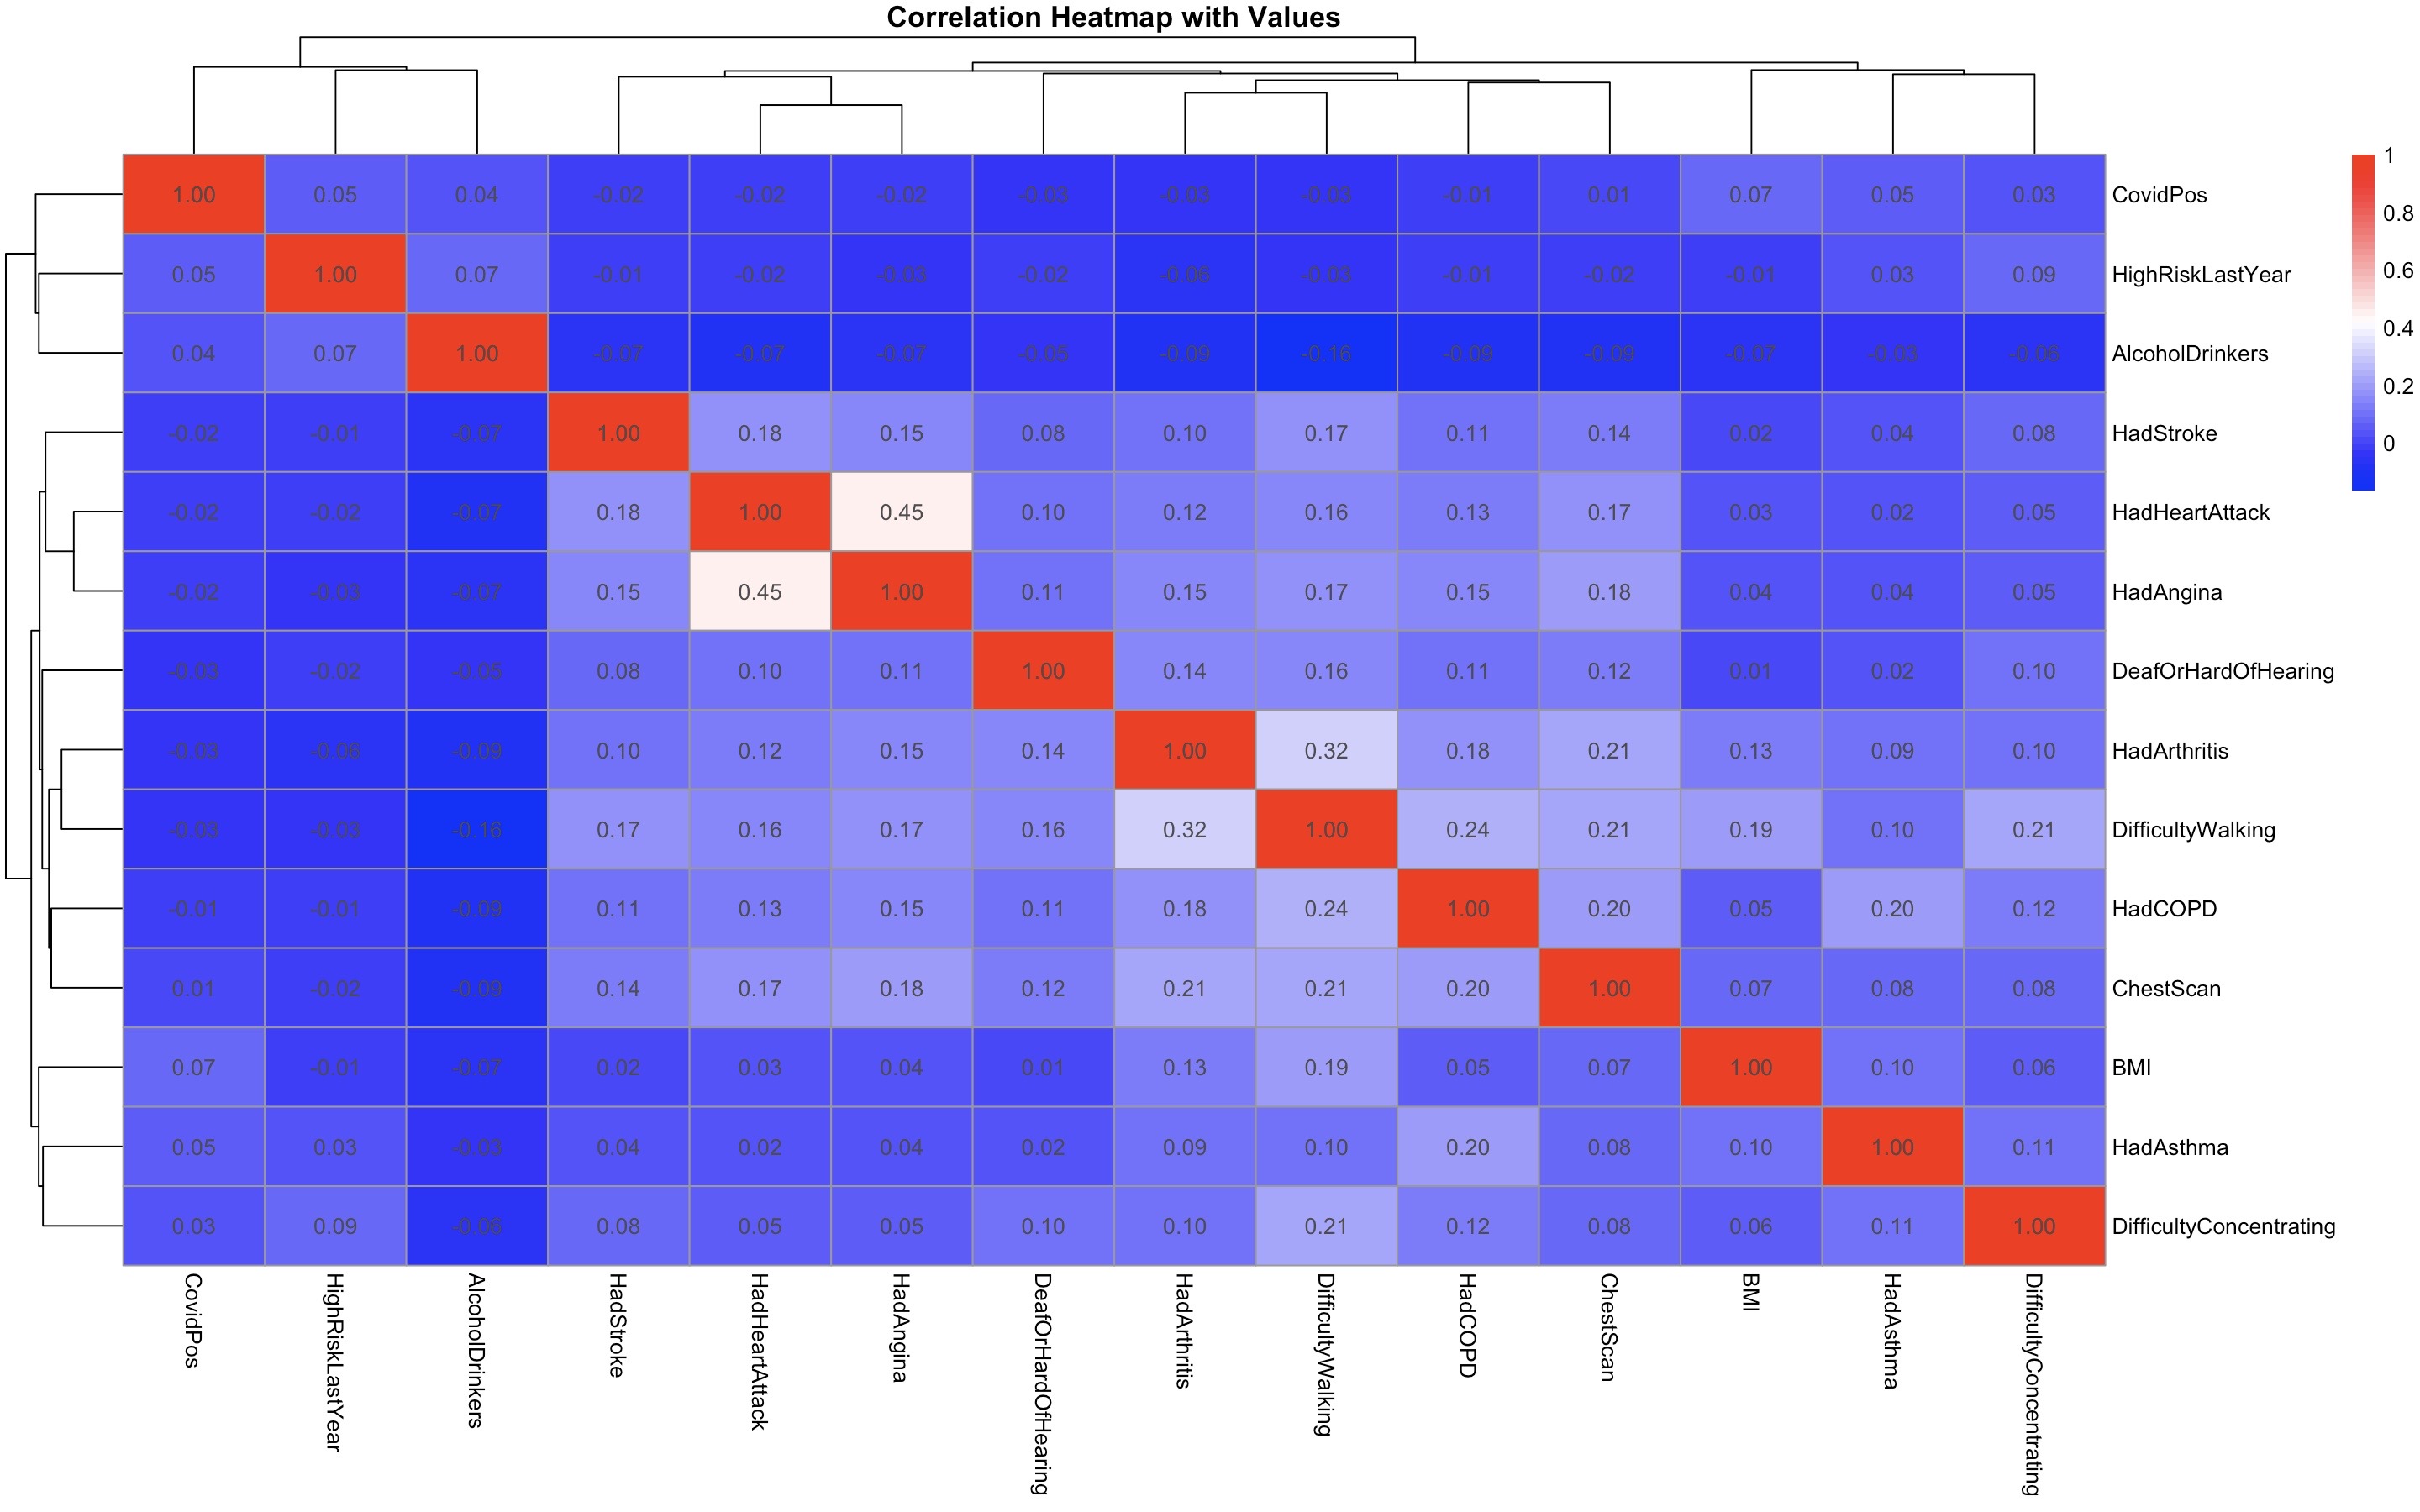 Correlation Heatmap with Values
1.00 0.05 0.04 -0.02 -0.02 -0.02 -0.03 -0.03 -0.03 -0.01 0.01 0.07 0.05 0.03 CovidPos
0.05 1.00 0.07 -0.01 -0.02 -0.03 -0.02 -0.06 -0.03 -0.01 -0.02 -0.01 0.03 0.09 HighRiskLastYear
0.04 0.07 1.00 -0.07 -0.07 -0.07 -0.05 -0.09 -0.16 -0.09 -0.09 -0.07 -0.03 -0.06 AlcoholDrinkers
-0.02 -0.01 -0.07 1.00 0.18 0.15 0.08 0.10 0.17 0.11 0.14 0.02 0.04 0.08 HadStroke
-0.02 -0.02 -0.07 0.18 1.00 0.45 0.10 0.12 0.16 0.13 0.17 0.03 0.02 0.05 HadHeartAttack
-0.02 -0.03 -0.07 0.15 0.45 1.00 0.11 0.15 0.17 0.15 0.18 0.04 0.04 0.05 HadAngina
-0.03 -0.02 -0.05 0.08 0.10 0.11 1.00 0.14 0.16 0.11 0.12 0.01 0.02 0.10 DeafOrHardOfHearing
-0.03 -0.06 -0.09 0.10 0.12 0.15 0.14 1.00 0.32 0.18 0.21 0.13 0.09 0.10 HadArthritis
-0.03 -0.03 -0.16 0.17 0.16 0.17 0.16 0.32 1.00 0.24 0.21 0.19 0.10 0.21 DifficultyWalking
-0.01 -0.01 -0.09 0.11 0.13 0.15 0.11 0.18 0.24 1.00 0.20 0.05 0.20 0.12 HadCOPD
0.01 -0.02 -0.09 0.14 0.17 0.18 0.12 0.21 0.21 0.20 1.00 0.07 0.08 0.08 ChestScan
0.07 -0.01 -0.07 0.02 0.03 0.04 0.01 0.13 0.19 0.05 0.07 1.00 0.10 0.06 BMI
0.05 0.03 -0.03 0.04 0.02 0.04 0.02 0.09 0.10 0.20 0.08 0.10 1.00 0.11 HadAsthma
0.03 0.09 -0.06 0.08 0.05 0.05 0.10 0.10 0.21 0.12 0.08 0.06 0.11 1.00 DifficultyConcentrating
CovidPos
HighRiskLastYear
AlcoholDrinkers
HadStroke
HadHeartAttack
HadAngina
DeafOrHardOfHearing
HadArthritis
DifficultyWalking
HadCOPD
ChestScan
BMI
HadAsthma
DifficultyConcentrating
1
0.8
0.6
0.4
0.2
0